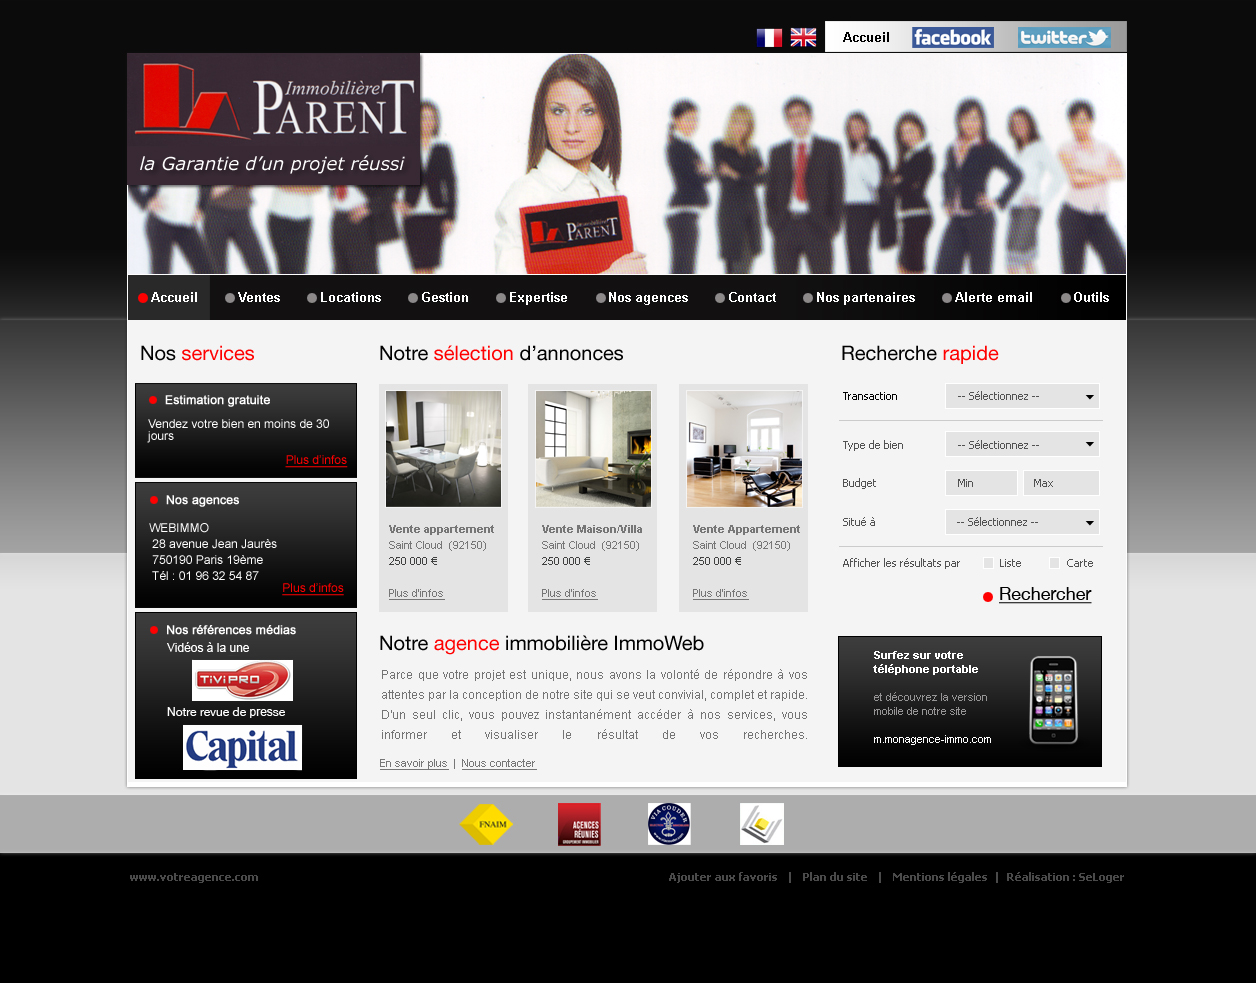 Accueil
facebook
twitter
Immobilière
PARENT
la Garantie d'un projet réussi
Immobilière
PARENT
Accueil
Ventes
Locations
Gestion
Expertise
Nos agences
Contact
Nos partenaires
Alerte email
Outils
Nos services
Estimation gratuite
Vendez votre bien en moins de 30
jours
Plus d'infos
Nos agences
WEBIMMO
28 avenue Jean Jaurès
750190 Paris 19ème
Tél : 01 96 32 54 87
Plus d'infos
Nos références médias
Vidéos à la une
TiViPRO
Notre revue de presse
Capital
Notre sélection d'annonces
Vente appartement
Saint Cloud (92150)
250 000 €
Plus d'infos
Vente Maison/Villa
Saint Cloud (92150)
250 000 €
Plus d'infos
Vente Appartement
Saint Cloud (92150)
250 000 €
Plus d'infos
Notre agence immobilière ImmoWeb
Parce que votre projet est unique, nous avons la volonté de répondre à vos
attentes par la conception de notre site qui se veut convivial, complet et rapide.
D'un seul clic, vous pouvez instantanément accéder à nos services, vous
informer et visualiser le résultat de vos recherches.
En savoir plus | Nous contacter
Recherche rapide
Transaction
-- Sélectionnez --
Type de bien
-- Sélectionnez --
Budget
Min
Max
Situé à
-- Sélectionnez --
Afficher les résultats par
Liste
Carte
Rechercher
Surfez sur votre
téléphone portable
et découvrez la version
mobile de notre site
m.monagence-immo.com
FNAIM
AGENCES
RÉUNIES
GROUPEMENT IMMOBILIER
VIA COUDER
www.votreagence.com
Ajouter aux favoris | Plan du site | Mentions légales | Réalisation : SeLoger